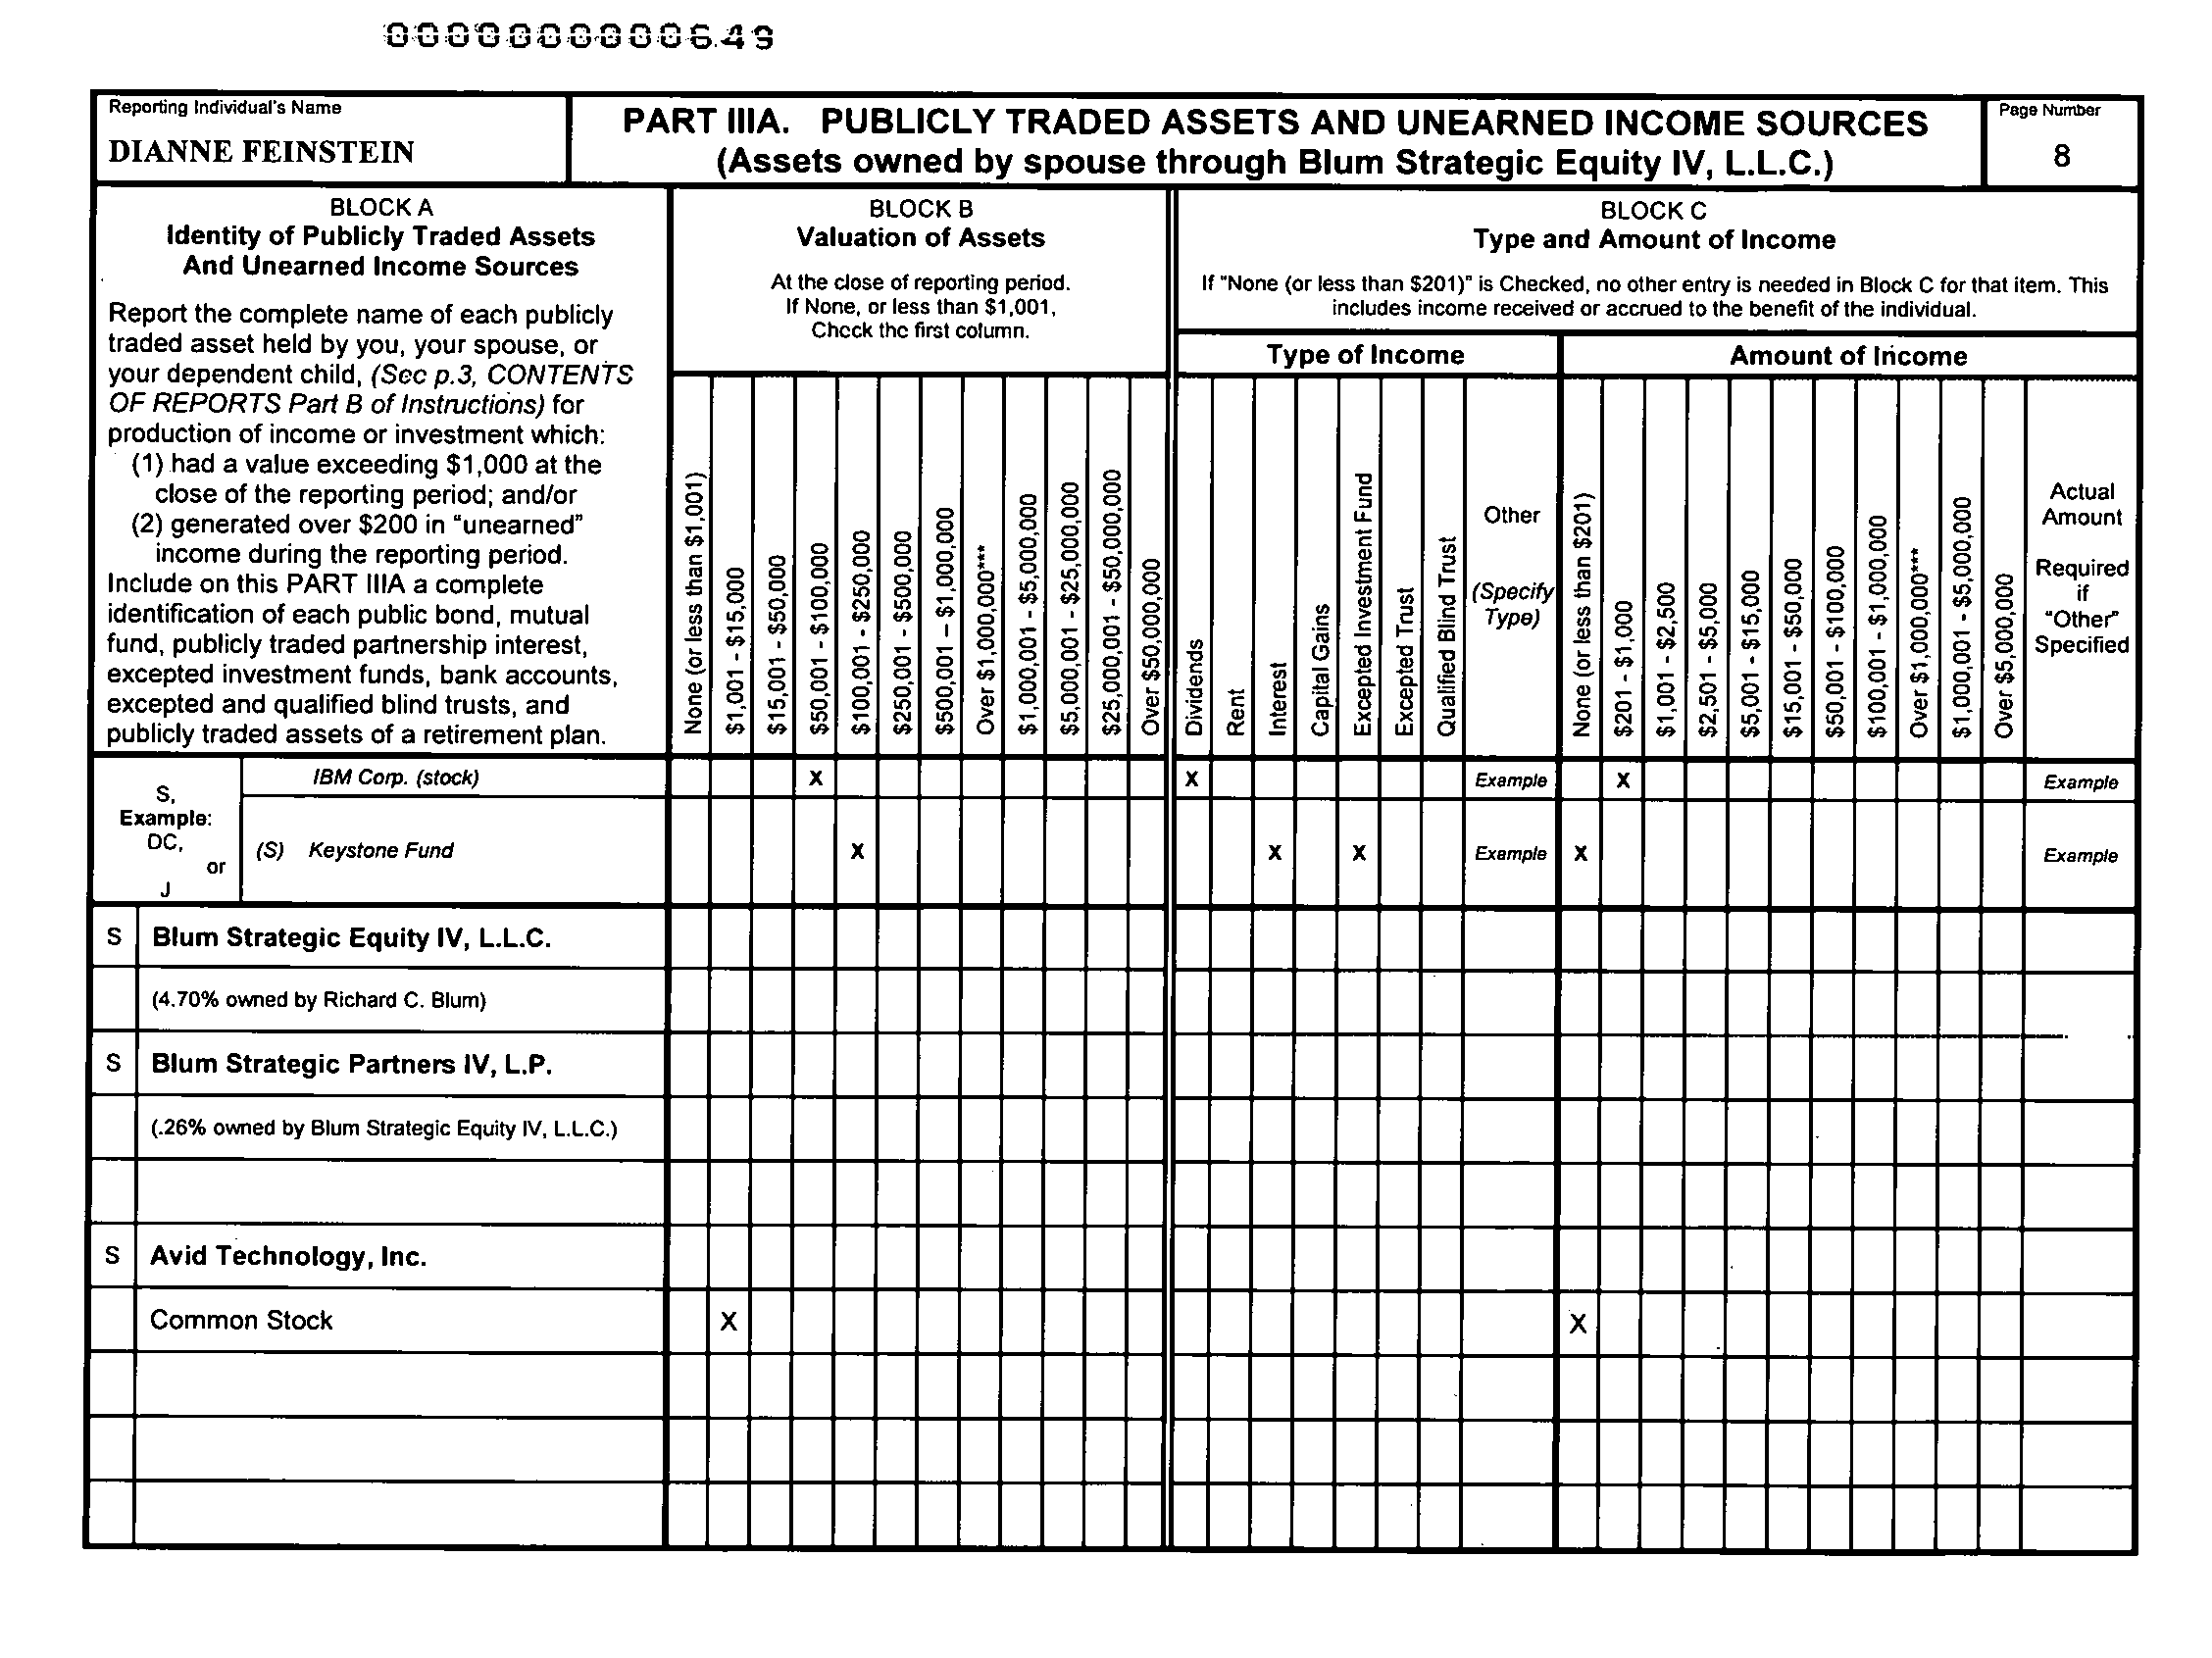 000000000649
Reporting Individual's Name
DIANNE FEINSTEIN
PART IIIA. PUBLICLY TRADED ASSETS AND UNEARNED INCOME SOURCES
(Assets owned by spouse through Blum Strategic Equity IV, L.L.C.)
Page Number
8
BLOCK A
Identity of Publicly Traded Assets
And Unearned Income Sources
Report the complete name of each publicly
traded asset held by you, your spouse, or
your dependent child, (See p.3, CONTENTS
OF REPORTS Part B of Instructions) for
production of income or investment which:
(1) had a value exceeding $1,000 at the
close of the reporting period; and/or
(2) generated over $200 in "unearned"
income during the reporting period.
Include on this PART IIIA a complete
identification of each public bond, mutual
fund, publicly traded partnership interest,
excepted investment funds, bank accounts,
excepted and qualified blind trusts, and
publicly traded assets of a retirement plan.
BLOCK B
Valuation of Assets
At the close of reporting period.
If None, or less than $1,001,
Check the first column.
None (or less than $1,001)
$1,001 - $15,000
$15,001 - $50,000
$50,001 - $100,000
$100,001 - $250,000
$250,001 - $500,000
$500,001 – $1,000,000
Over $1,000,000***
$1,000,001 - $5,000,000
$5,000,001 - $25,000,000
$25,000,001 - $50,000,000
Over $50,000,000
BLOCK C
Type and Amount of Income
If "None (or less than $201)" is Checked, no other entry is needed in Block C for that item. This
includes income received or accrued to the benefit of the individual.
Type of Income
Dividends
Rent
Interest
Capital Gains
Excepted Investment Fund
Excepted Trust
Qualified Blind Trust
Other
(Specify
Type)
Amount of Income
None (or less than $201)
$201 - $1,000
$1,001 - $2,500
$2,501 - $5,000
$5,001 - $15,000
$15,001 - $50,000
$50,001 - $100,000
$100,001 - $1,000,000
Over $1,000,000***
$1,000,001 - $5,000,000
Over $5,000,000
Actual
Amount
Required
if
"Other"
Specified
S,
Example:
DC,
or
J
IBM Corp. (stock) X X Example X Example
(S) Keystone Fund X X X Example X Example
S Blum Strategic Equity IV, L.L.C.
(4.70% owned by Richard C. Blum)
S Blum Strategic Partners IV, L.P.
(.26% owned by Blum Strategic Equity IV, L.L.C.)
S Avid Technology, Inc.
Common Stock X X